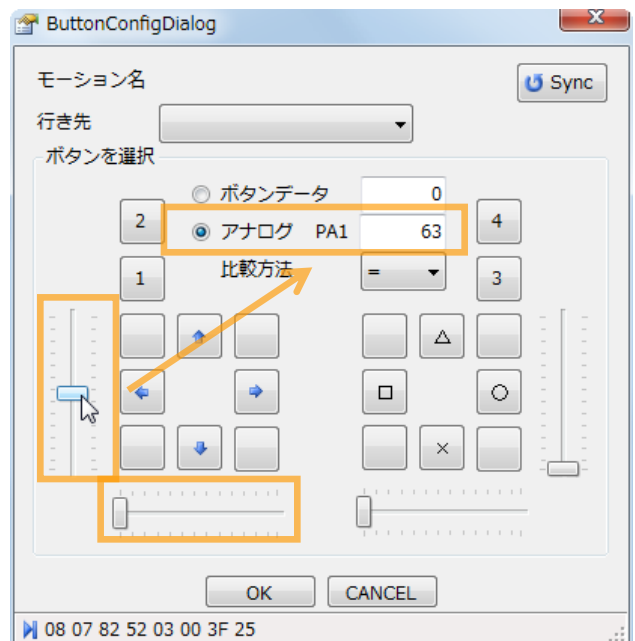 ButtonConfigDialog
モーション名
Sync
行き先
ボタンを選択
ボタンデータ 0
2
アナログ PA1 63
4
1
比較方法 =
3
△
□
○
×
OK CANCEL
08 07 82 52 03 00 3F 25